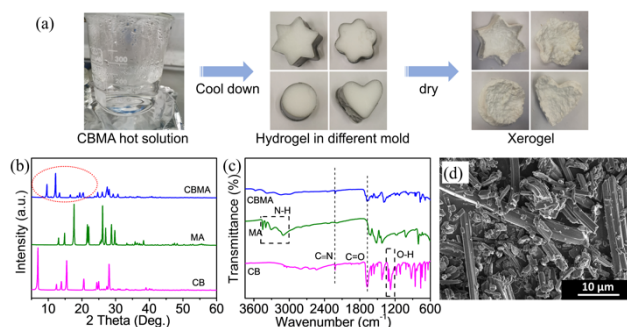 (a)
CBMA hot solution
Cool down
Hydrogel in different mold
dry
Xerogel
(b)
Intensity (a.u.)
CBMA
MA
CB
10 20 30 40 50 60
2 Theta (Deg.)
(c)
Transmittance (%)
CBMA
N-H
MA
C=O
O-H
CB
3600 3000 2400 1800 1200 600
Wavenumber (cm-1)
(d)
10 μm